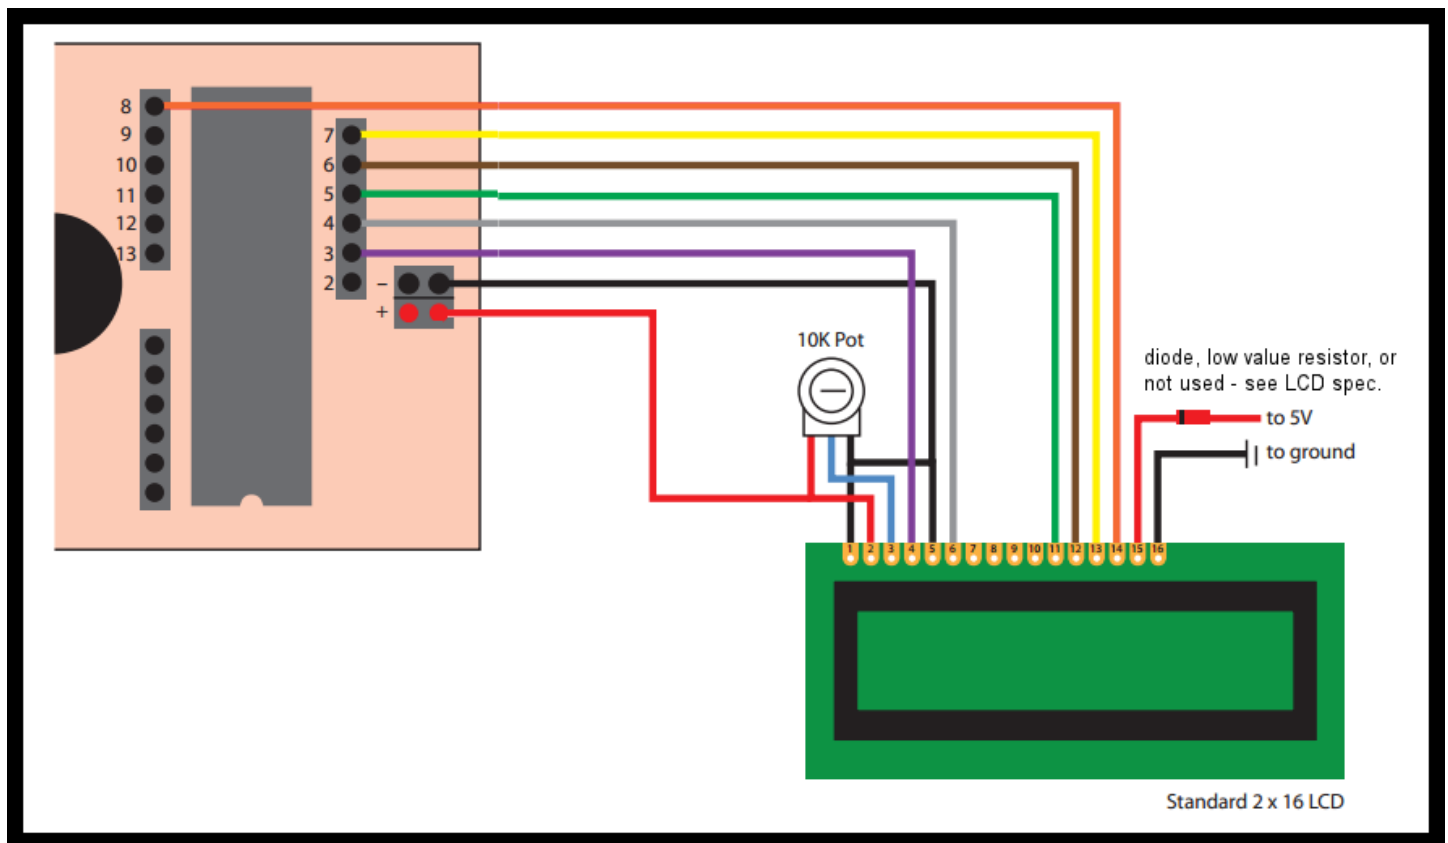 8
9
10
11
12
13
7
6
5
4
3
2
–
+
10K Pot
diode, low value resistor, or
not used - see LCD spec.
to 5V
to ground
1 2 3 4 5 6 7 8 9 10 11 12 13 14 15 16
Standard 2 x 16 LCD